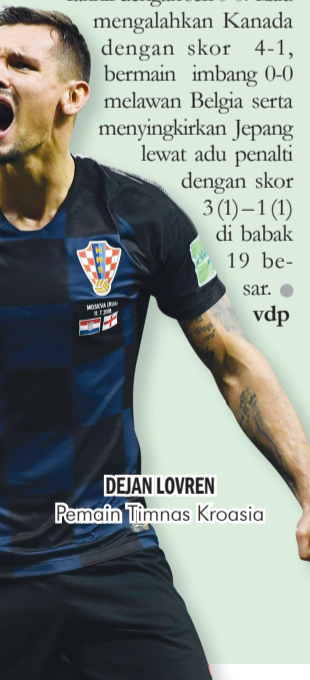 mengalahkan Kanada
dengan skor 4-1,
bermain imbang 0-0
melawan Belgia serta
menyingkirkan Jepang
lewat adu penalti
dengan skor
3 (1) – 1 (1)
di babak
19 be-
sar. ●
vdp
DEJAN LOVREN
Pemain Timnas Kroasia